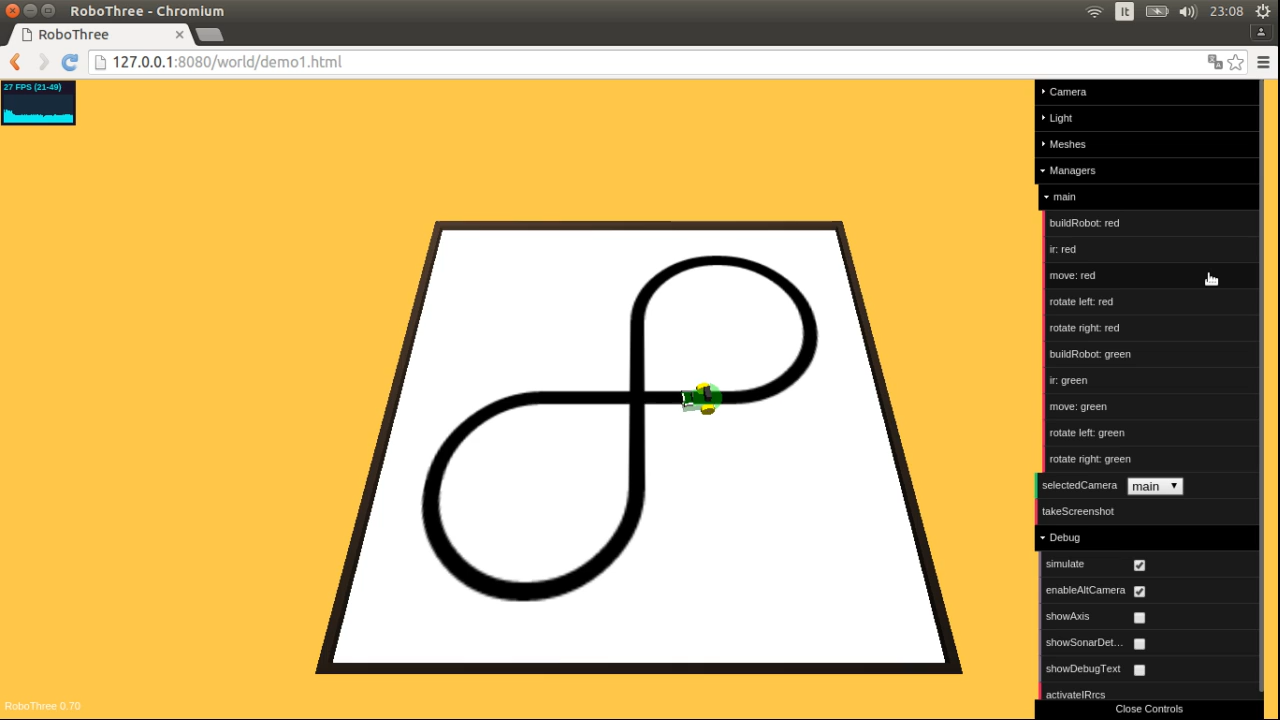 RoboThree - Chromium
It
23:08
RoboThree
127.0.0.1:8080/world/demo1.html
27 FPS (21-49)
Camera
Light
Meshes
Managers
main
buildRobot: red
ir: red
move: red
rotate left: red
rotate right: red
buildRobot: green
ir: green
move: green
rotate left: green
rotate right: green
selectedCamera main
takeScreenshot
Debug
simulate
enableAltCamera
showAxis
showSonarDet...
showDebugText
activateIRrcs
Close Controls
RoboThree 0.70